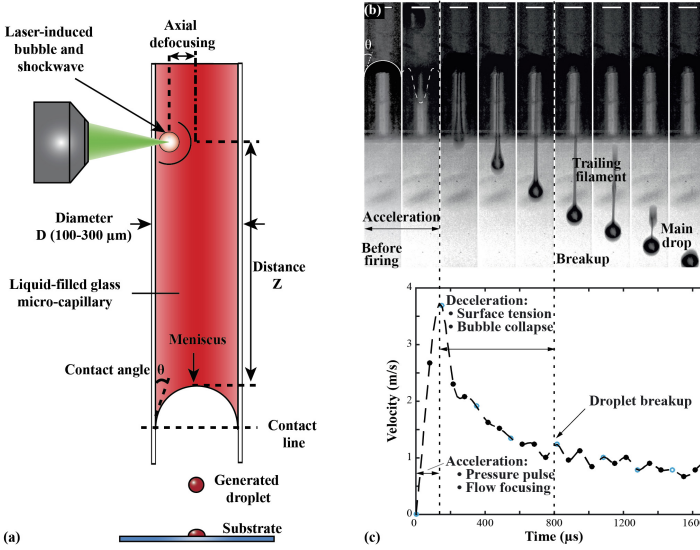 Axial
defocusing
Laser-induced
bubble and
shockwave
Diameter
D (100-300 µm)
Distance
Z
Liquid-filled glass
micro-capillary
Meniscus
Contact angle θ
Contact
line
Generated
droplet
Substrate
(a)
(b)
θ
Acceleration
Before
firing
Trailing
filament
Main
drop
Breakup
Deceleration:
• Surface tension
• Bubble collapse
Droplet breakup
Acceleration:
• Pressure pulse
• Flow focusing
Velocity (m/s)
4
3
2
1
0
0 400 800 1200 1600
Time (µs)
(c)